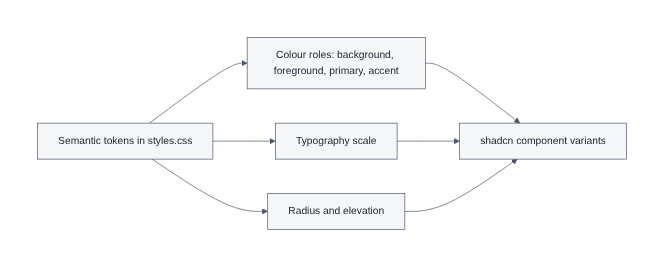 Colour roles: background,
foreground, primary, accent
Semantic tokens in styles.css
Typography scale
shadcn component variants
Radius and elevation